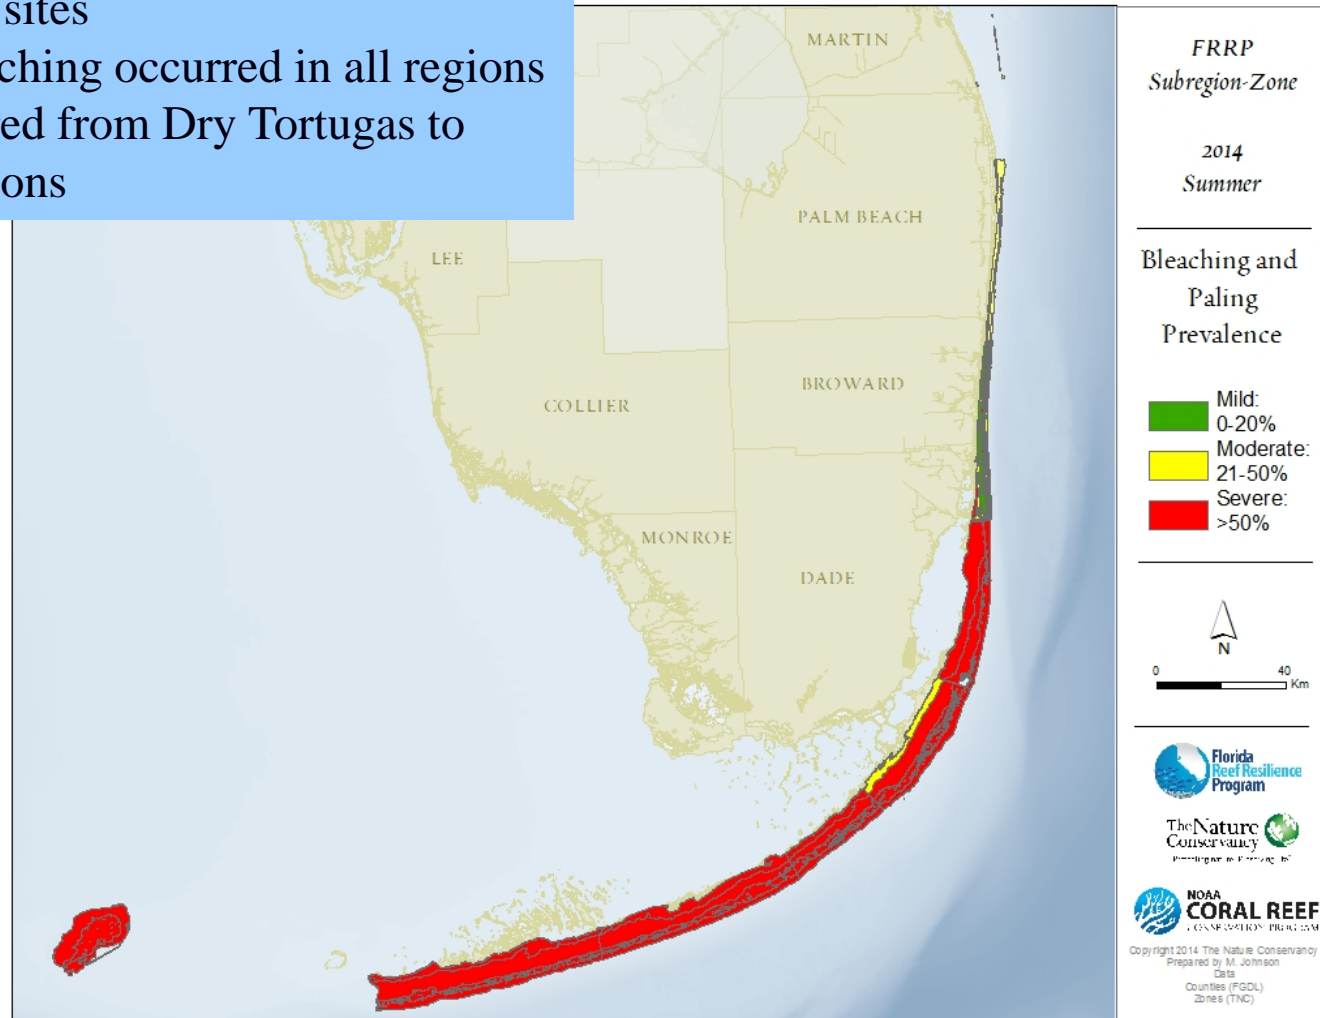 sites
ching occurred in all regions
ed from Dry Tortugas to
ons
MARTIN
PALM BEACH
LEE
BROWARD
COLLIER
MONROE
DADE
FRRP
Subregion-Zone
2014
Summer
Bleaching and
Paling
Prevalence
Mild:
0-20%
Moderate:
21-50%
Severe:
>50%
N
0 40
Km
Florida
Reef Resilience
Program
The Nature
Conservancy
NOAA
CORAL REEF
CONSERVATION PROGRAM
Copyright 2014 The Nature Conservancy
Prepared by M. Johnson
Data
Counties (FGDL)
Zones (TNC)